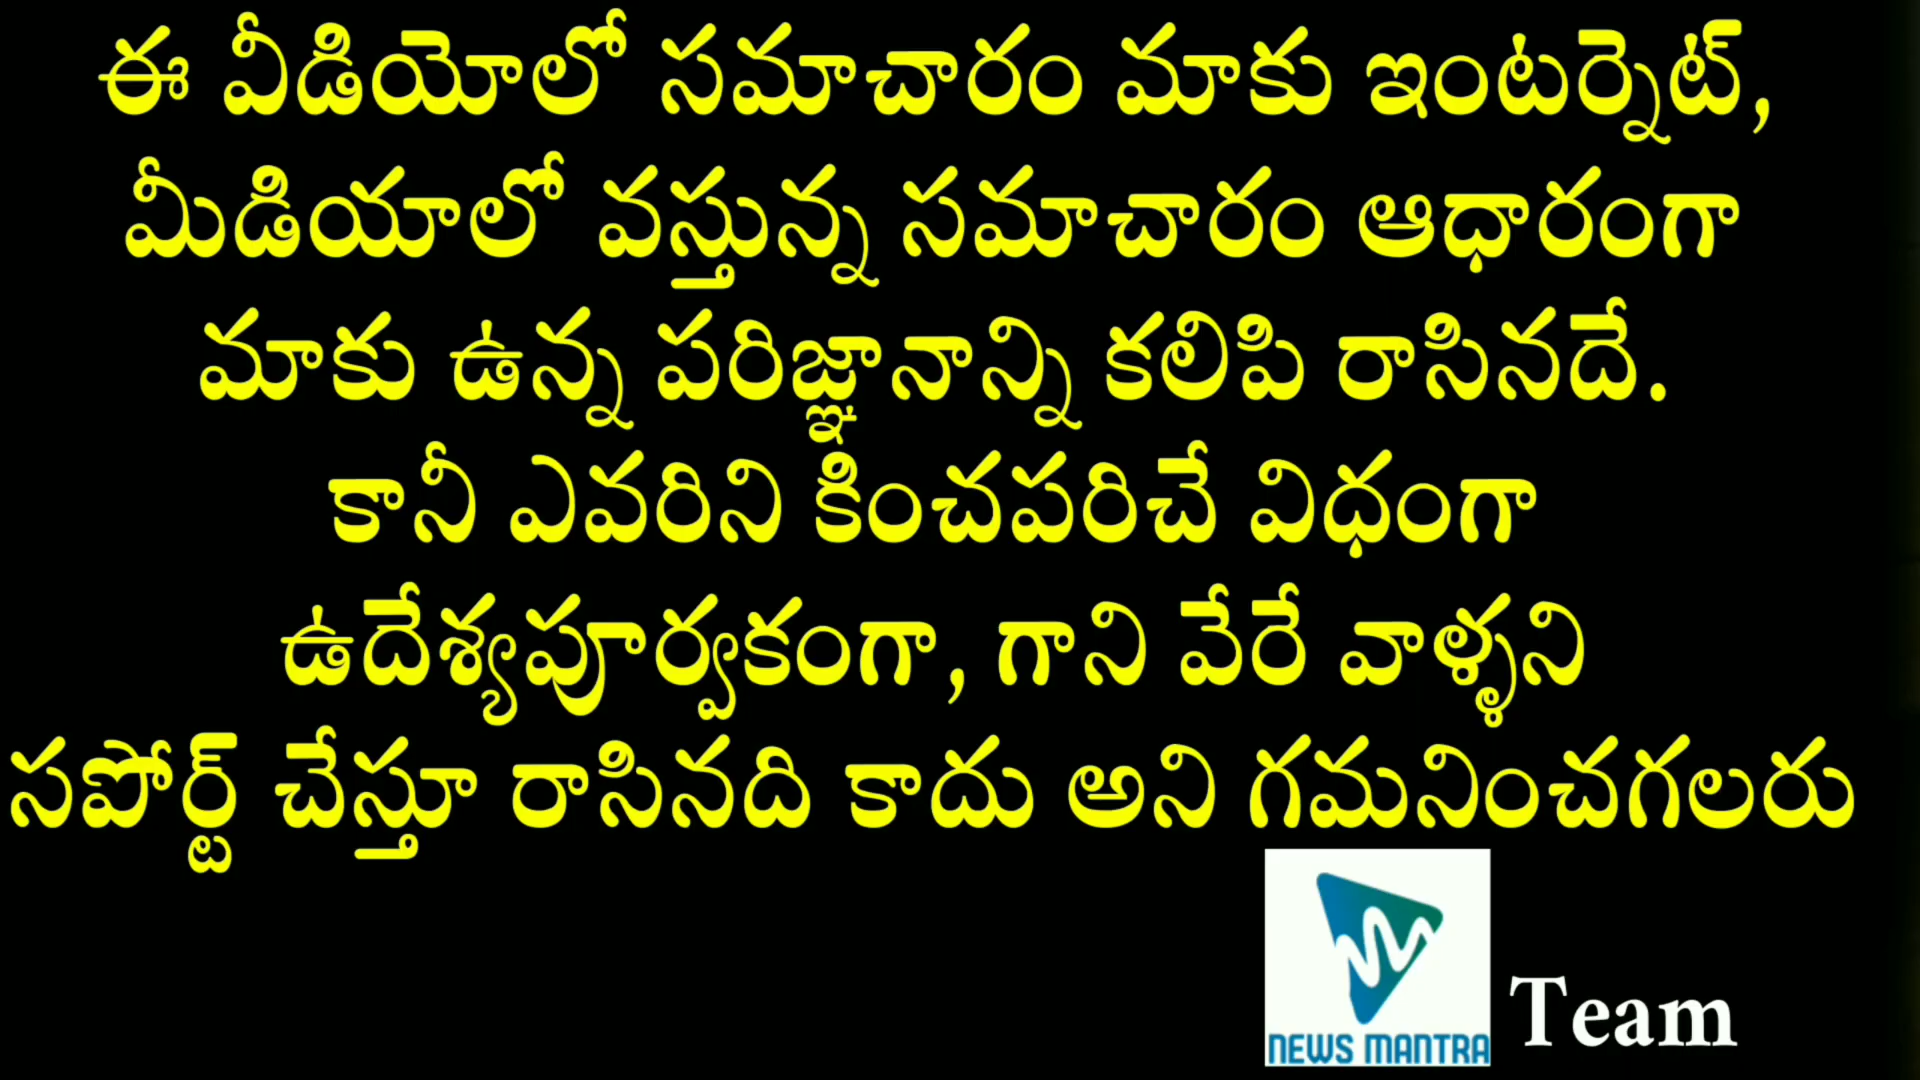 ఈ వీడియోలో సమాచారం మాకు ఇంటర్నెట్,
మీడియాలో వస్తున్న సమాచారం ఆధారంగా
మాకు ఉన్న పరిజ్ఞానాన్ని కలిపి రాసినదే.
కానీ ఎవరిని కించపరిచే విధంగా
ఉదేశ్యపూర్వకంగా, గాని వేరే వాళ్ళని
సపోర్ట్ చేస్తూ రాసినది కాదు అని గమనించగలరు
NEWS MANTRA Team